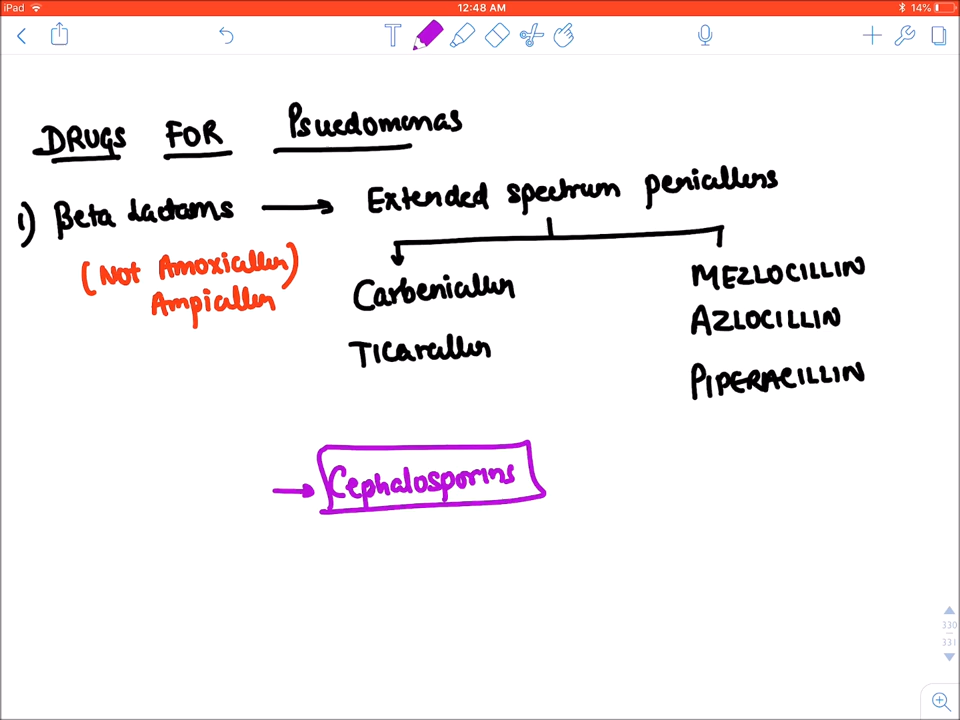 iPad 12:48 AM 14%
T
DRUGS FOR Psuedomonas
1) Beta Lactams → Extended spectrum penicillins
(Not Amoxicillin)
Ampicillin
Carbenicillin
Ticarcillin
MEZLOCILLIN
AZLOCILLIN
PIPERACILLIN
→ Cephalosporins
330
331